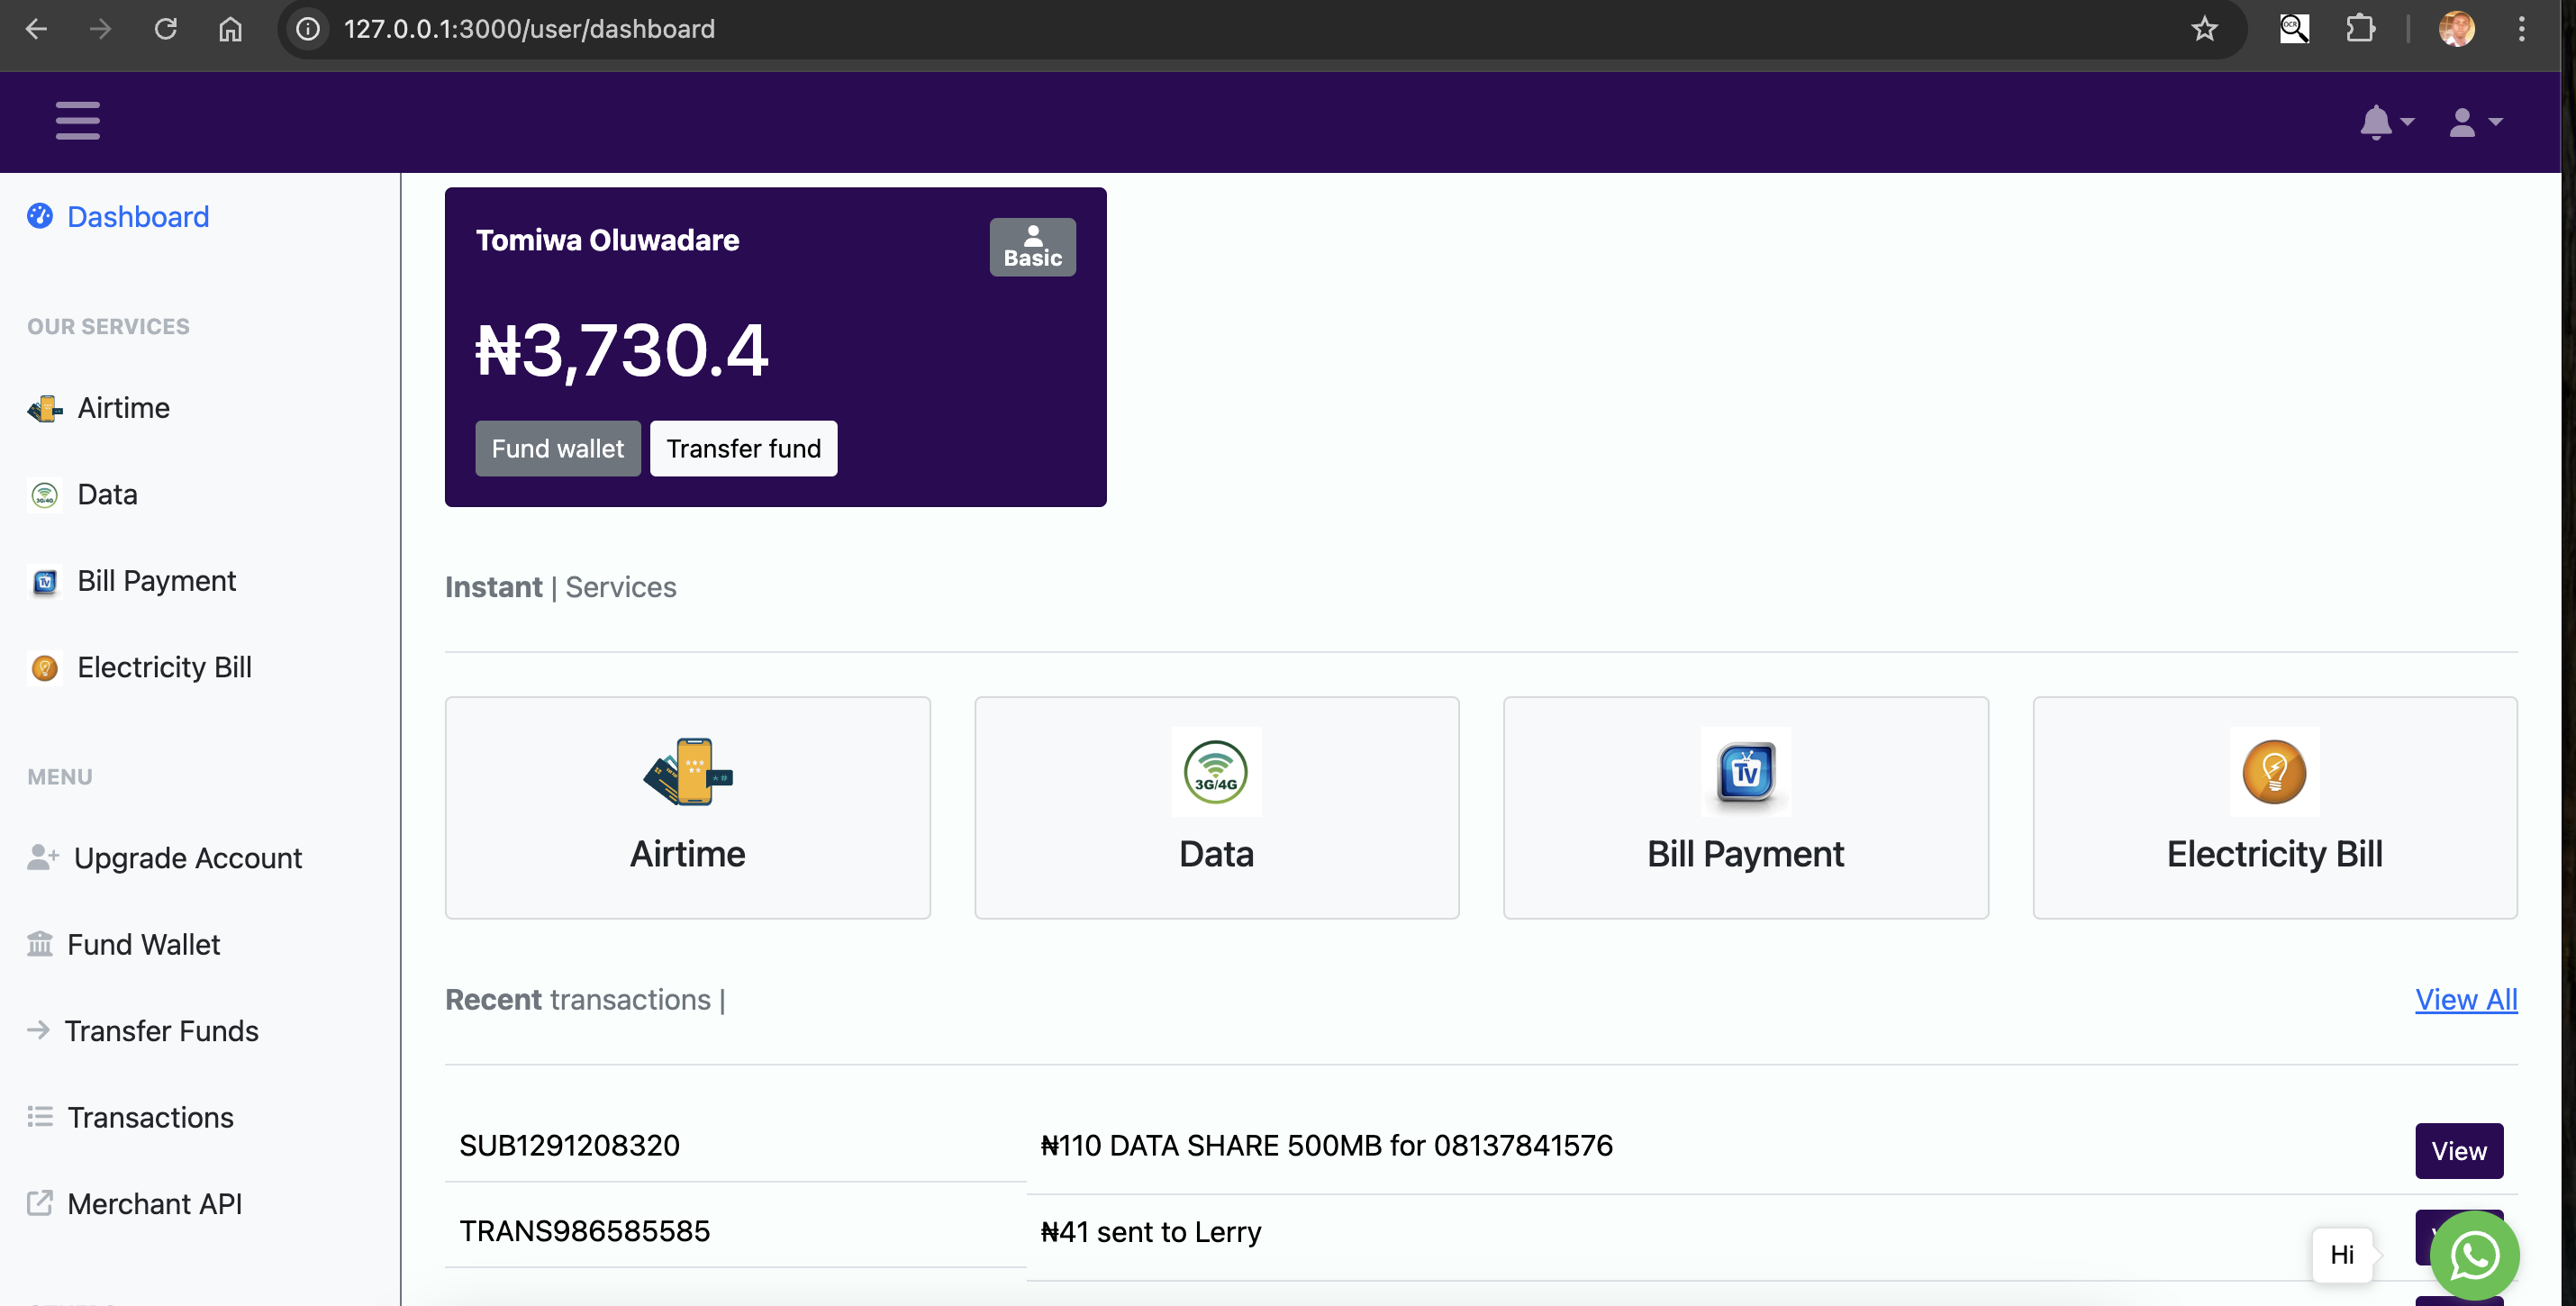 127.0.0.1:3000/user/dashboard
Dashboard
OUR SERVICES
Airtime
Data
Bill Payment
Electricity Bill
MENU
Upgrade Account
Fund Wallet
Transfer Funds
Transactions
Merchant API
Tomiwa Oluwadare
Basic
₦3,730.4
Fund wallet
Transfer fund
Instant | Services
Airtime
3G/4G
Data
Tv
Bill Payment
Electricity Bill
Recent transactions |
View All
SUB1291208320
₦110 DATA SHARE 500MB for 08137841576
View
TRANS986585585
₦41 sent to Lerry
Hi